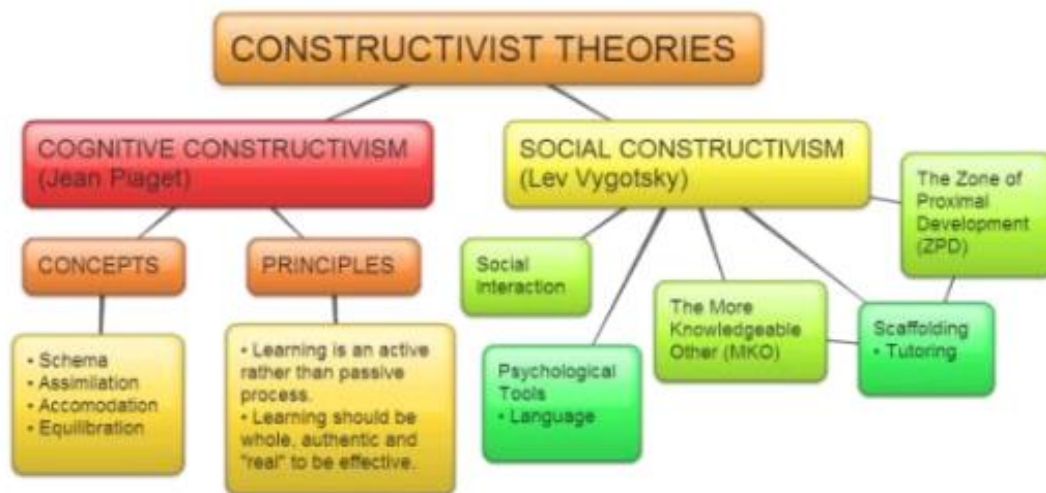 CONSTRUCTIVIST THEORIES
COGNITIVE CONSTRUCTIVISM
(Jean Piaget)
SOCIAL CONSTRUCTIVISM
(Lev Vygotsky)
The Zone of
Proximal
Development
(ZPD)
CONCEPTS
PRINCIPLES
Social
Interaction
The More
Knowledgeable
Other (MKO)
Scaffolding
• Tutoring
• Schema
• Assimilation
• Accomodation
• Equilibration
• Learning is an active
rather than passive
process.
• Learning should be
whole, authentic and
"real" to be effective.
Psychological
Tools
• Language